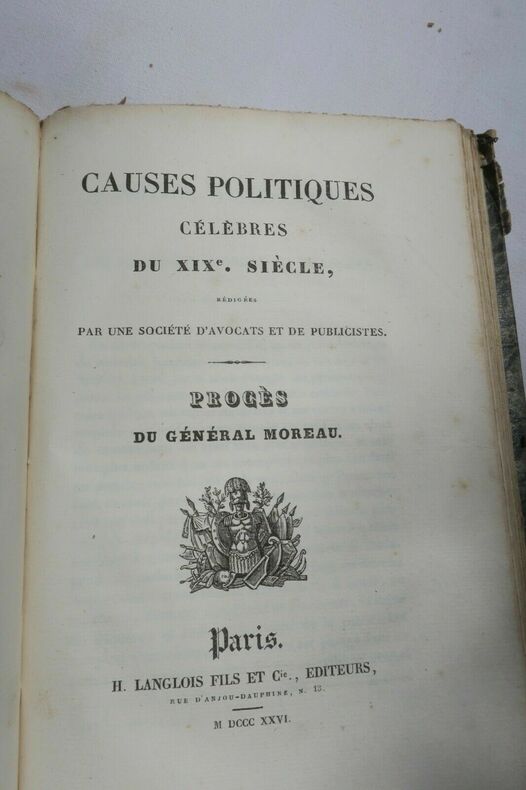 CAUSES POLITIQUES
CÉLÈBRES
DU XIXe. SIÈCLE,
RÉDIGÉES
PAR UNE SOCIÉTÉ D'AVOCATS ET DE PUBLICISTES.
PROCÈS
DU GÉNÉRAL MOREAU.
Paris.
H. LANGLOIS FILS ET Cie., EDITEURS,
RUE D'ANJOU-DAUPHINE, N. 13.
M DCCC XXVI.